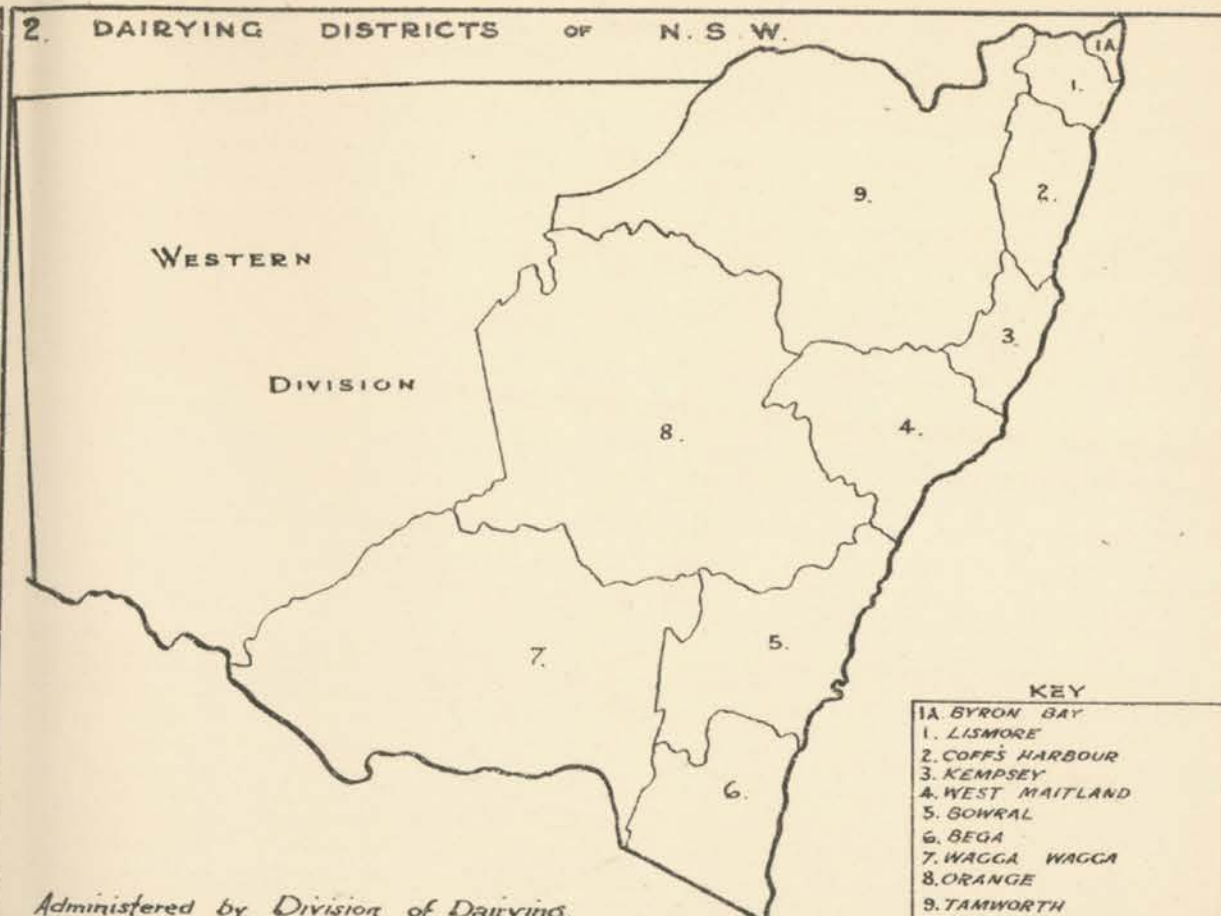 2. DAIRYING DISTRICTS OF N.S.W.
1A
1.
9.
2.
WESTERN
3.
DIVISION
4.
8.
5.
7.
6.
KEY
1A BYRON BAY
1. LISMORE
2. COFF'S HARBOUR
3. KEMPSEY
4. WEST MAITLAND
5. BOWRAL
6. BEGA
7. WAGGA WAGGA
8. ORANGE
9. TAMWORTH
Administered by Division of Dairying